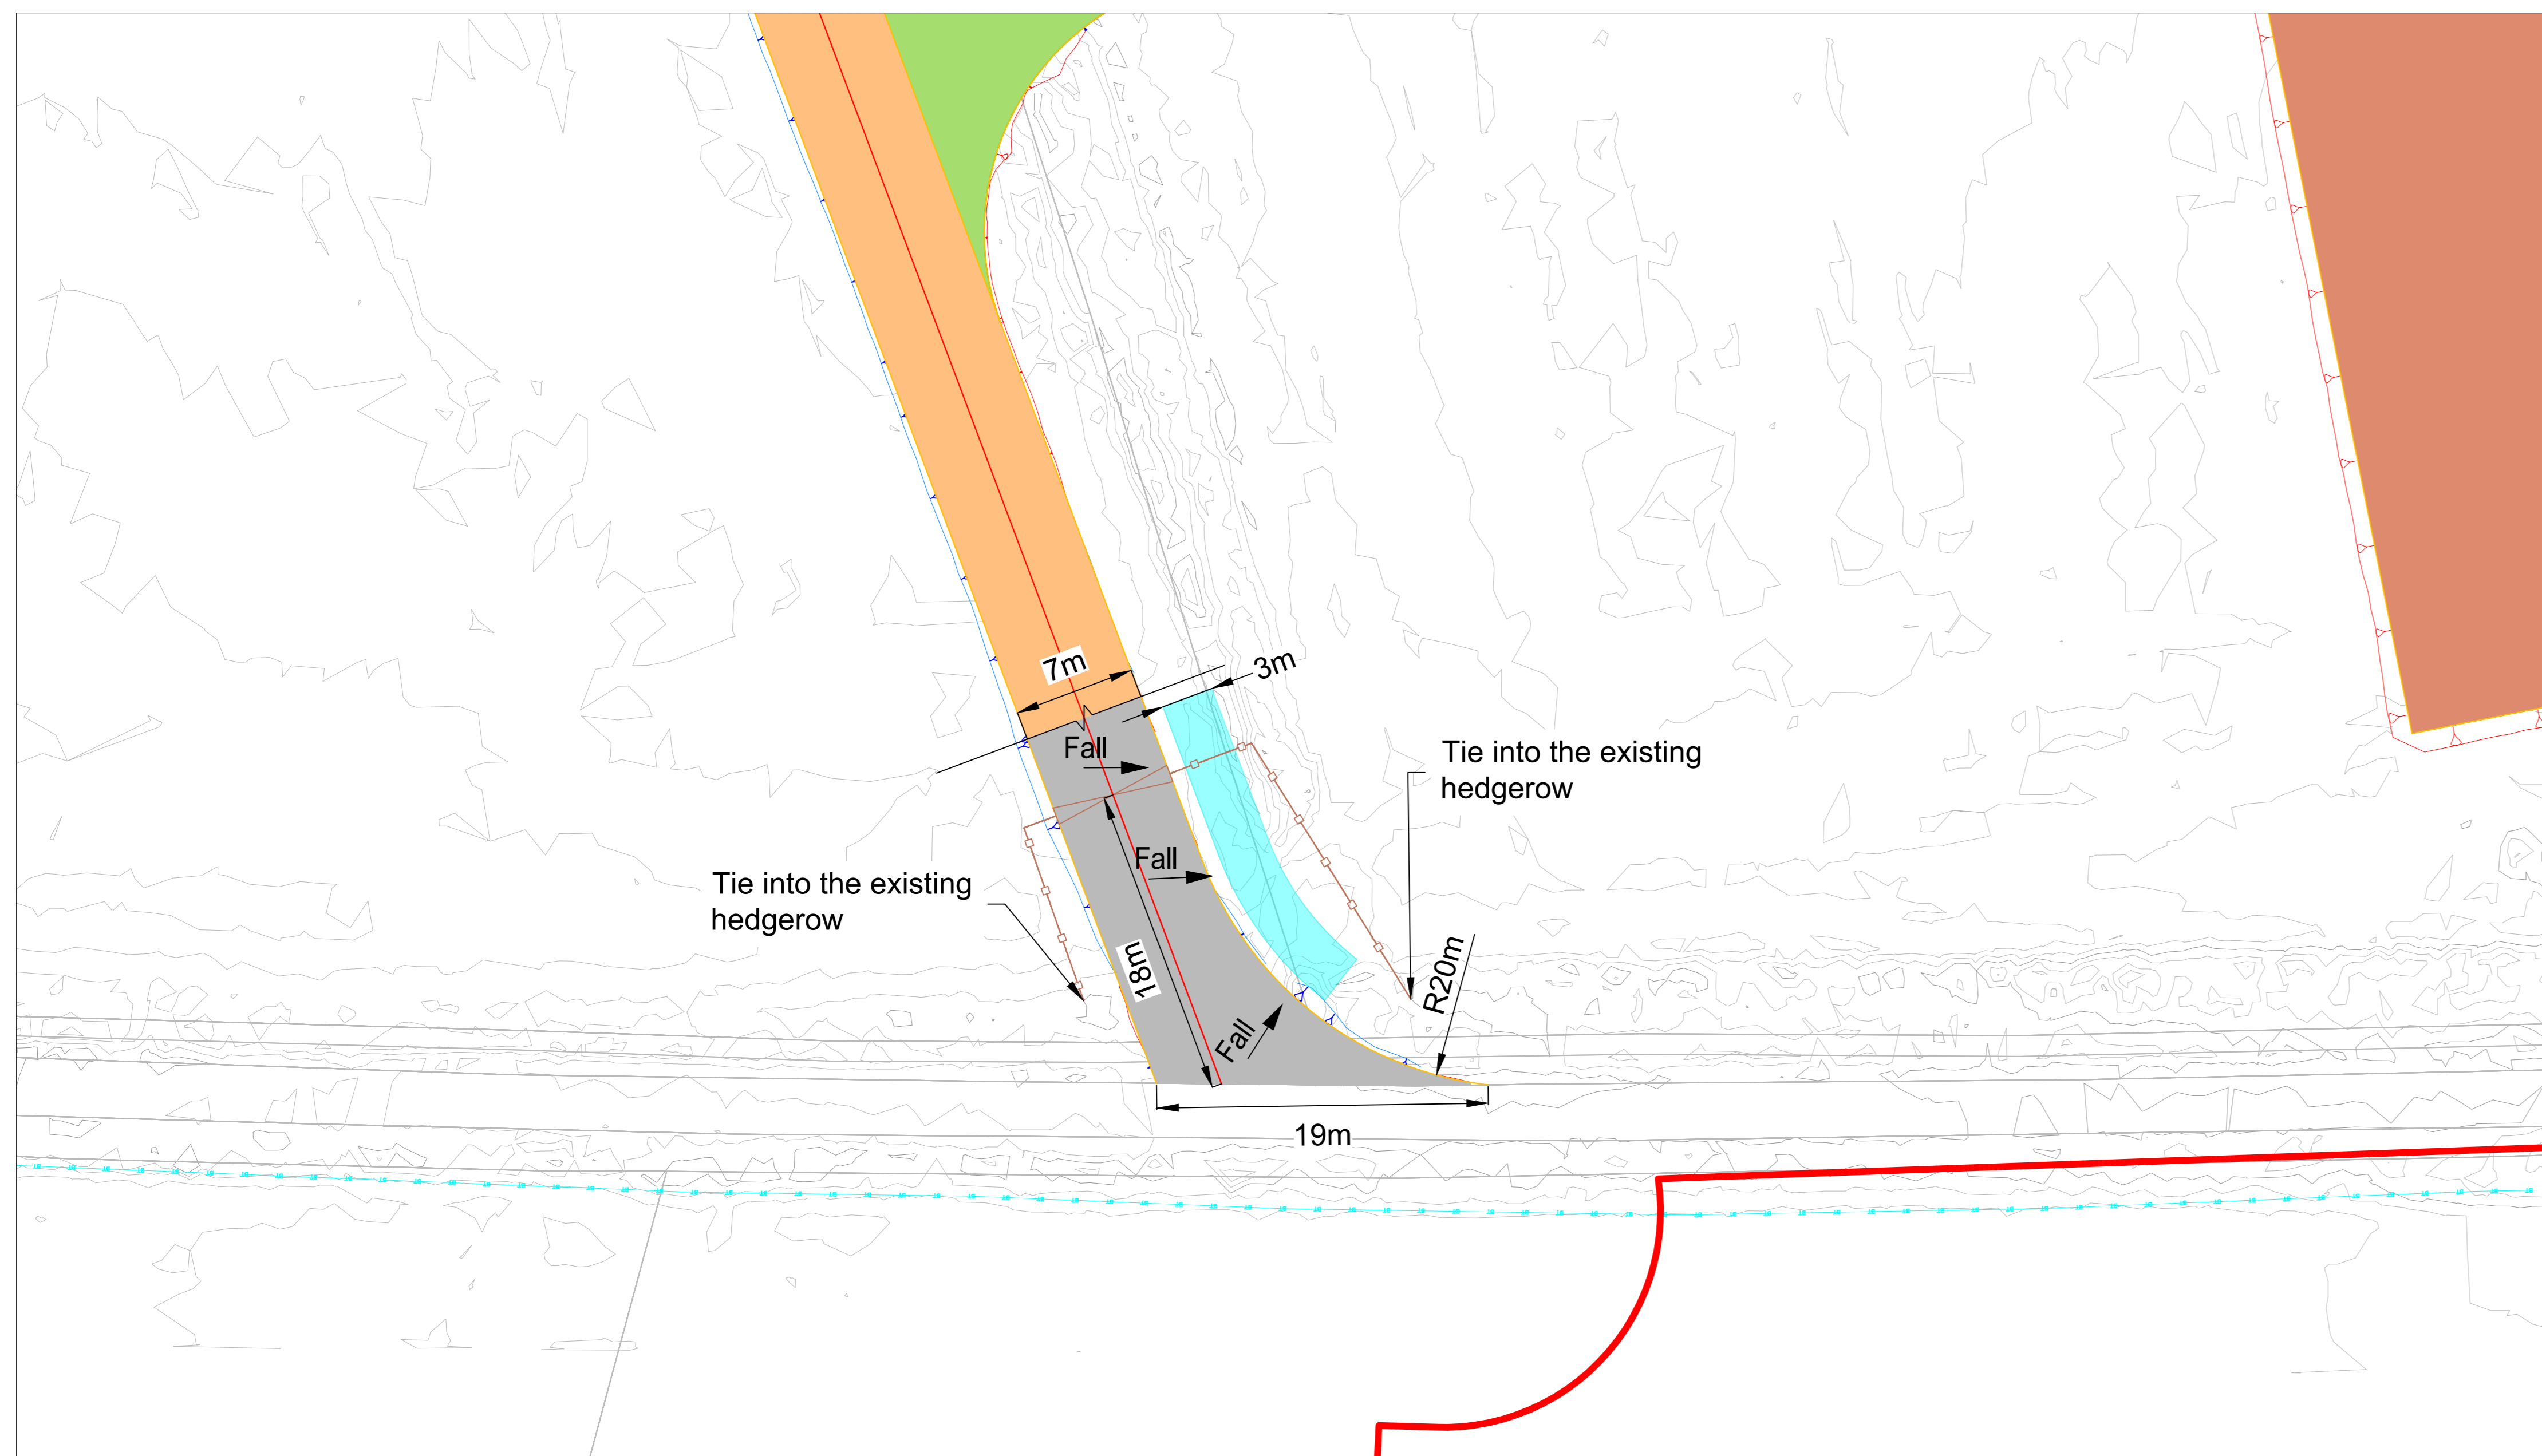 7m
3m
Fall
Tie into the existing
hedgerow
Fall
Tie into the existing
hedgerow
18m
R20m
Fall
19m